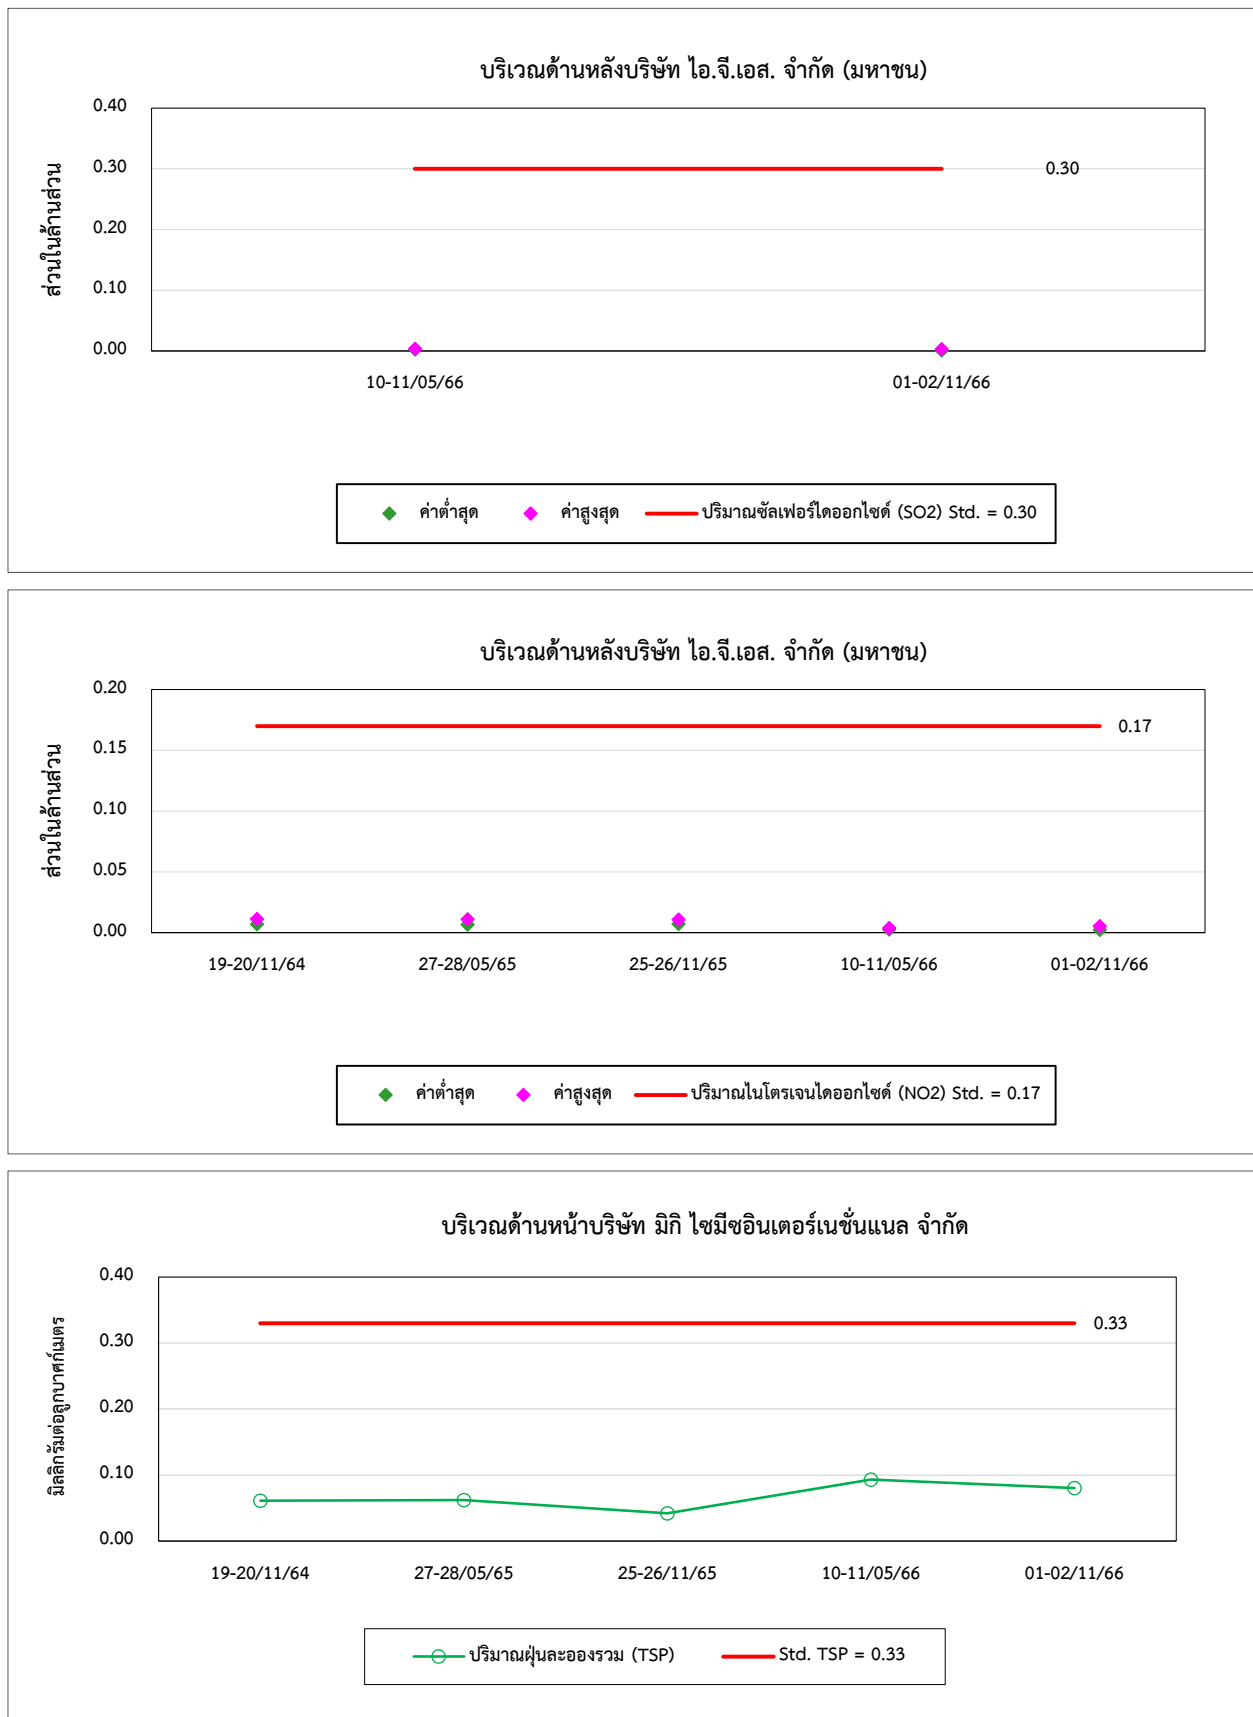 บริเวณด้านหลังบริษัท ไอ.จี.เอส. จำกัด (มหาชน)
ส่วนในล้านส่วน
0.40
0.30
0.20
0.10
0.00
0.30
10-11/05/66 01-02/11/66
ค่าต่ำสุด ค่าสูงสุด ปริมาณซัลเฟอร์ไดออกไซด์ (SO2) Std. = 0.30
บริเวณด้านหลังบริษัท ไอ.จี.เอส. จำกัด (มหาชน)
ส่วนในล้านส่วน
0.20
0.15
0.10
0.05
0.00
0.17
19-20/11/64 27-28/05/65 25-26/11/65 10-11/05/66 01-02/11/66
ค่าต่ำสุด ค่าสูงสุด ปริมาณไนโตรเจนไดออกไซด์ (NO2) Std. = 0.17
บริเวณด้านหน้าบริษัท มิกิ ไซมีซอินเตอร์เนชั่นแนล จำกัด
มิลลิกรัมต่อลูกบาศก์เมตร
0.40
0.30
0.20
0.10
0.00
0.33
19-20/11/64 27-28/05/65 25-26/11/65 10-11/05/66 01-02/11/66
ปริมาณฝุ่นละอองรวม (TSP) Std. TSP = 0.33